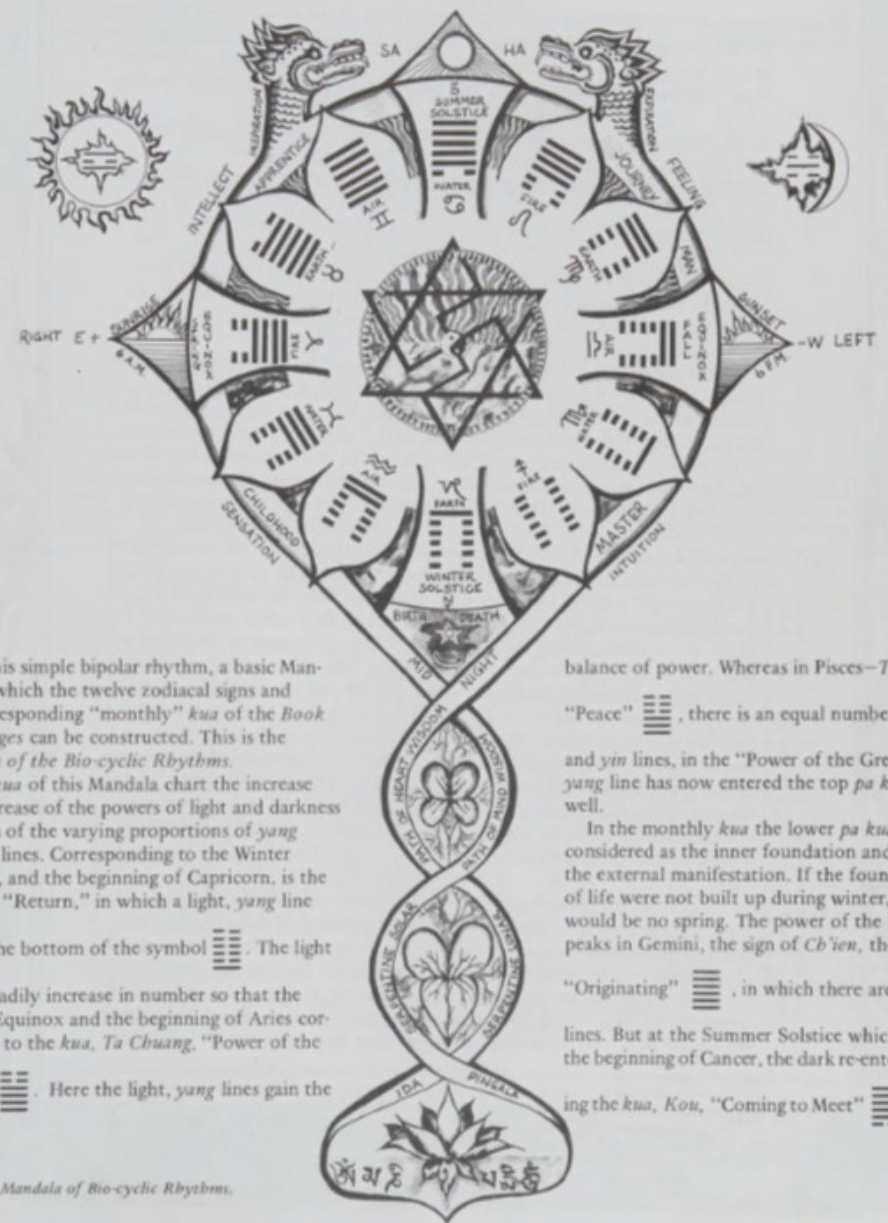 SA
HA
INSPIRATION
EXPIRATION
S
SUMMER
SOLSTICE
WATER
♋
APPRENTICE
INTELLECT
AIR
♊
FIRE
♌
JOURNEY
FEELING
MAN
EARTH
♉
EARTH
♍
RIGHT E +
SUNRISE
6 A.M.
EQUINOX
FIRE
♈
AIR
FALL
EQUINOX
SUNSET
6 P.M.
-W LEFT
WATER
♓
WATER
♏
AIR
♒
FIRE
♐
♑
EARTH
WINTER
SOLSTICE
N
CHILDHOOD
SENSATION
MASTER
INTUITION
BIRTH
DEATH
MID
NIGHT
PATH OF HEART WISDOM
PATH OF MIND WISDOM
SERPENTINE SOLAR
SERPENTINE LUNAR
IDA
PINGALA
his simple bipolar rhythm, a basic Man-
which the twelve zodiacal signs and
esponding "monthly" kua of the Book
ges can be constructed. This is the
of the Bio-cyclic Rhythms.
ua of this Mandala chart the increase
rease of the powers of light and darkness
s of the varying proportions of yang
lines. Corresponding to the Winter
, and the beginning of Capricorn, is the
"Return," in which a light, yang line
he bottom of the symbol ䷗. The light
adily increase in number so that the
Equinox and the beginning of Aries cor-
to the kua, Ta Chuang, "Power of the
䷡. Here the light, yang lines gain the
Mandala of Bio-cyclic Rhythms.
balance of power. Whereas in Pisces—T
"Peace" ䷊, there is an equal numbe
and yin lines, in the "Power of the Gre
yang line has now entered the top pa k
well.
In the monthly kua the lower pa kua
considered as the inner foundation and
the external manifestation. If the foun
of life were not built up during winter,
would be no spring. The power of the
peaks in Gemini, the sign of Ch'ien, th
"Originating" ䷀, in which there are
lines. But at the Summer Solstice whic
the beginning of Cancer, the dark re-ent
ing the kua, Kou, "Coming to Meet" ䷫